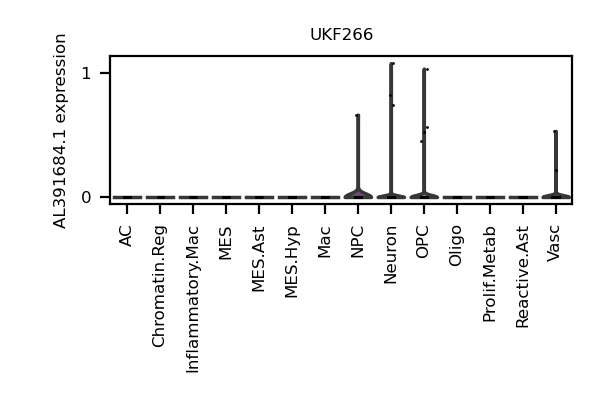 UKF266
AL391684.1 expression
1
0
AC
Chromatin.Reg
Inflammatory.Mac
MES
MES.Ast
MES.Hyp
Mac
NPC
Neuron
OPC
Oligo
Prolif.Metab
Reactive.Ast
Vasc